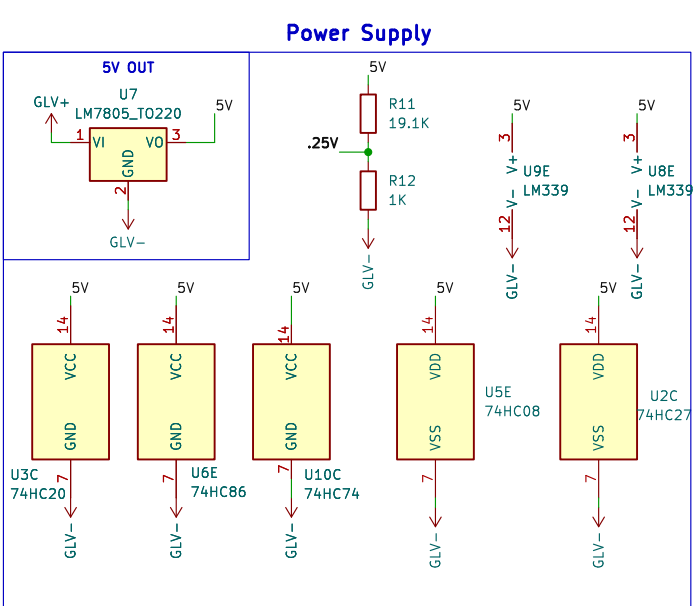 Power Supply
5V OUT
U7
LM7805_TO220
GLV+
1
VI
VO
3
5V
GND
2
GLV-
5V
R11
19.1K
.25V
R12
1K
GLV-
5V
3
V+
U9E
LM339
V-
12
GLV-
5V
3
V+
U8E
LM339
V-
12
GLV-
5V
14
VCC
GND
7
U3C
74HC20
GLV-
5V
14
VCC
GND
7
U6E
74HC86
GLV-
5V
14
VCC
GND
7
U10C
74HC74
GLV-
5V
14
VDD
VSS
7
U5E
74HC08
GLV-
5V
14
VDD
VSS
7
U2C
74HC27
GLV-